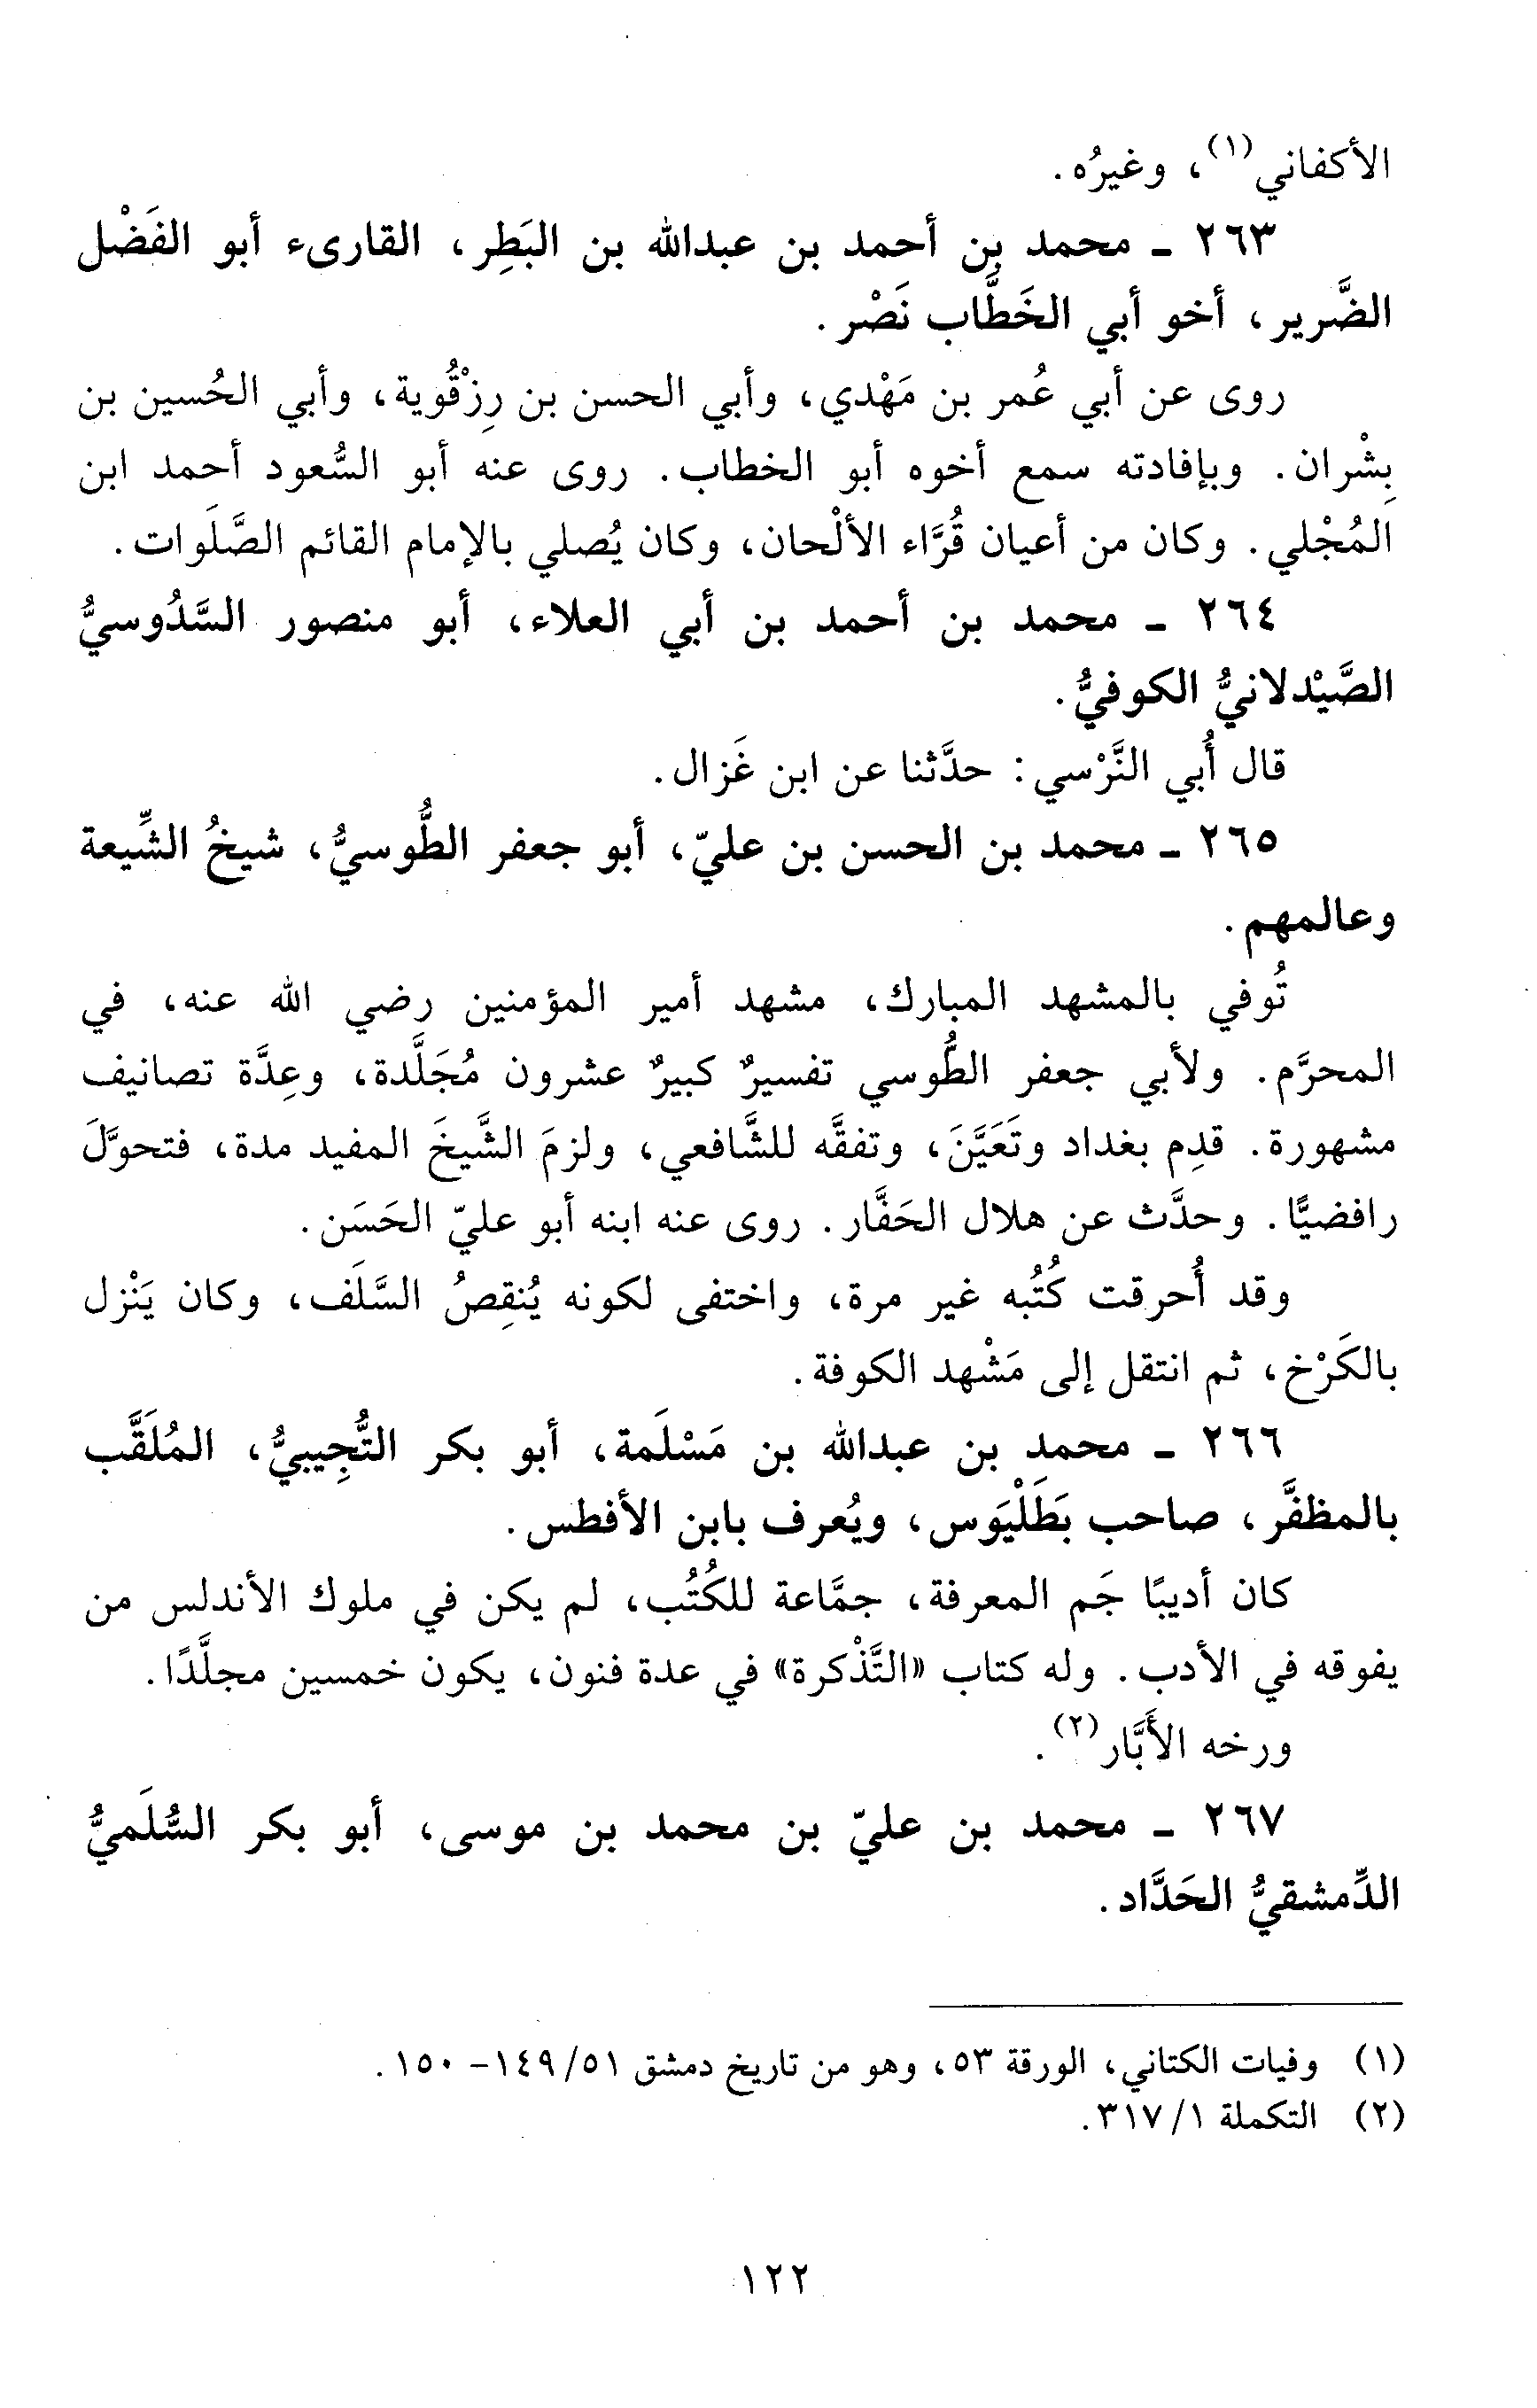 الأكفاني(١)، وغيرُه.
٢٦٣ ـ محمد بن أحمد بن عبدالله بن البَطِر، القارىء أبو الفَضْل
الضَّرير، أخو أبي الخَطَّاب نَصْر.
روى عن أبي عُمر بن مَهْدي، وأبي الحسن بن رِزْقُوية، وأبي الحُسين بن
بِشْران. وبإفادته سمع أخوه أبو الخطاب. روى عنه أبو السُّعود أحمد ابن
المُجْلي. وكان من أعيان قُرَّاء الألْحان، وكان يُصلي بالإمام القائم الصَّلَوات.
٢٦٤ ـ محمد بن أحمد بن أبي العلاء، أبو منصور السَّدُوسيُّ
الصَّيْدلانيُّ الكوفيُّ.
قال أُبي النَّرْسي: حدَّثنا عن ابن غَزال.
٢٦٥ ـ محمد بن الحسن بن عليّ، أبو جعفر الطُّوسيُّ، شيخُ الشِّيعة
وعالمهم.
تُوفي بالمشهد المبارك، مشهد أمير المؤمنين رضي الله عنه، في
المحرَّم. ولأبي جعفر الطُّوسي تفسيرٌ كبيرٌ عشرون مُجَلَّدة، وعِدَّة تصانيف
مشهورة. قدِم بغداد وتَعَيَّنَ، وتفقَّه للشَّافعي، ولزمَ الشَّيخَ المفيد مدة، فتحوَّلَ
رافضيًّا. وحدَّث عن هلال الحَفَّار. روى عنه ابنه أبو عليّ الحَسَن.
وقد أُحرقت كُتُبه غير مرة، واختفى لكونه يُنقِصُ السَّلَف، وكان يَنْزل
بالكَرْخ، ثم انتقل إلى مَشْهد الكوفة.
٢٦٦ ـ محمد بن عبدالله بن مَسْلَمة، أبو بكر التُّجِيبيُّ، المُلَقَّب
بالمظفَّر، صاحب بَطَلْيَوس، ويُعرف بابن الأفطس.
كان أديبًا جَم المعرفة، جمَّاعة للكُتُب، لم يكن في ملوك الأندلس من
يفوقه في الأدب. وله كتاب «التَّذْكرة» في عدة فنون، يكون خمسين مجلَّدًا.
ورخه الأَبَّار(٢).
٢٦٧ ـ محمد بن عليّ بن محمد بن موسى، أبو بكر السُّلَميُّ
الدِّمشقيُّ الحَدَّاد.
(١) وفيات الكتاني، الورقة ٥٣، وهو من تاريخ دمشق ٥١/ ١٤٩- ١٥٠.
(٢) التكملة ١/ ٣١٧.
١٢٢